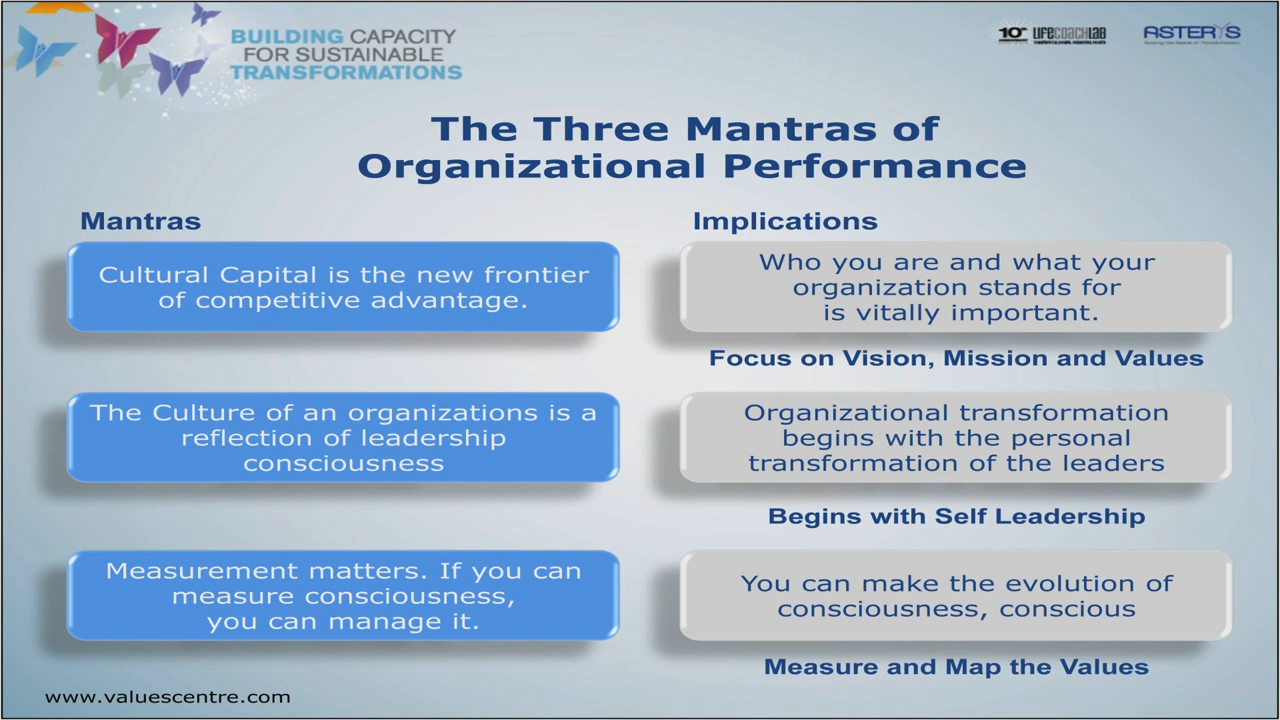 BUILDING CAPACITY
FOR SUSTAINABLE
TRANSFORMATIONS
10 LIFECOACHLAB
ASTERYS
The Three Mantras of
Organizational Performance
Mantras
Implications
Cultural Capital is the new frontier
of competitive advantage.
Who you are and what your
organization stands for
is vitally important.
Focus on Vision, Mission and Values
The Culture of an organizations is a
reflection of leadership
consciousness
Organizational transformation
begins with the personal
transformation of the leaders
Begins with Self Leadership
Measurement matters. If you can
measure consciousness,
you can manage it.
You can make the evolution of
consciousness, conscious
Measure and Map the Values
www.valuescentre.com